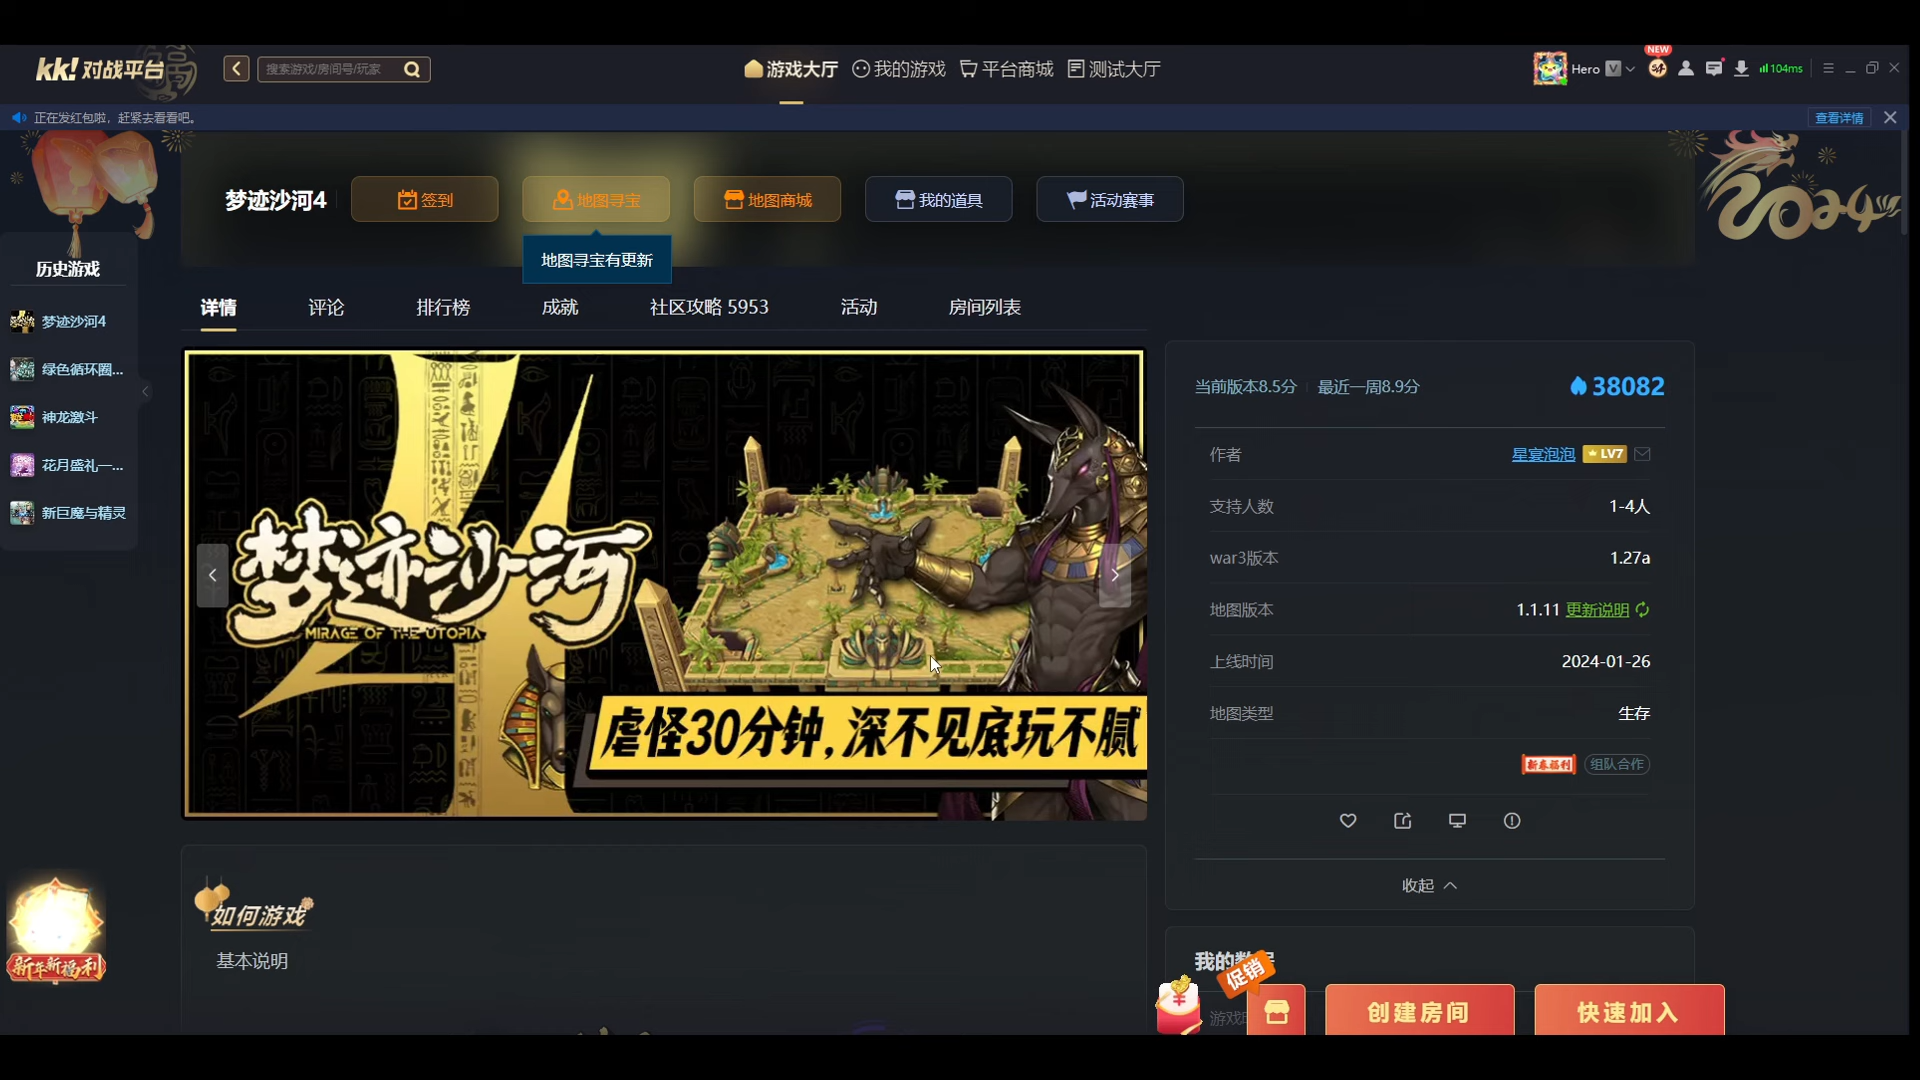 kk! 对战平台
搜索游戏/房间号/玩家
游戏大厅
我的游戏
平台商城
测试大厅
Hero
V
NEW
104ms
正在发红包啦，赶紧去看看吧。
查看详情
梦迹沙河4
签到
地图寻宝
地图商城
我的道具
活动赛事
地图寻宝有更新
2024
历史游戏
梦迹沙河4
绿色循环圈...
神龙激斗
花月盛礼—...
新巨魔与精灵
详情
评论
排行榜
成就
社区攻略 5953
活动
房间列表
4
梦迹沙河
MIRAGE OF THE UTOPIA
虐怪30分钟,深不见底玩不腻
当前版本8.5分
最近一周8.9分
38082
作者
星宴泡泡
LV7
支持人数
1-4人
war3版本
1.27a
地图版本
1.1.11 更新说明
上线时间
2024-01-26
地图类型
生存
新春福利
组队合作
收起
如何游戏
基本说明
新年新福利
我的数
促销
游戏
创建房间
快速加入